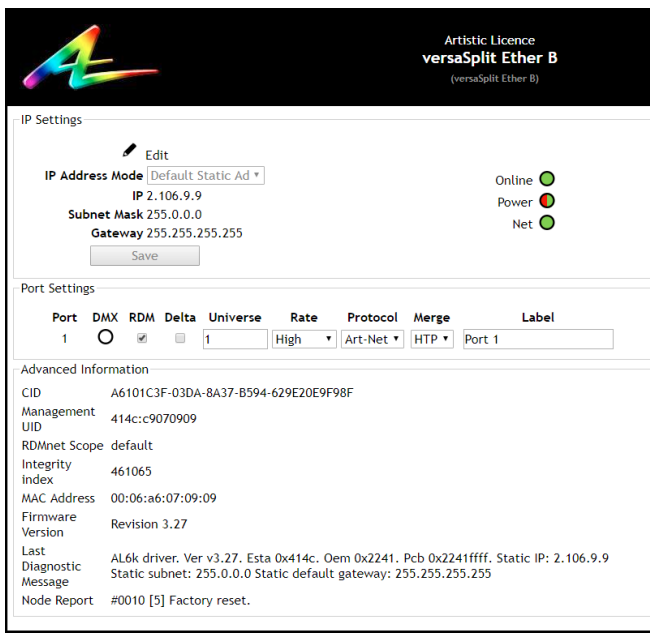 Artistic Licence
versaSplit Ether B
(versaSplit Ether B)
IP Settings
Edit
IP Address Mode Default Static Ad
IP 2.106.9.9
Subnet Mask 255.0.0.0
Gateway 255.255.255.255
Save
Online
Power
Net
Port Settings
Port DMX RDM Delta Universe Rate Protocol Merge Label
1 1 High Art-Net HTP Port 1
Advanced Information
CID A6101C3F-03DA-8A37-B594-629E20E9F98F
Management
UID 414c:c9070909
RDMnet Scope default
Integrity
index 461065
MAC Address 00:06:a6:07:09:09
Firmware
Version Revision 3.27
Last
Diagnostic
Message
AL6k driver. Ver v3.27. Esta 0x414c. Oem 0x2241. Pcb 0x2241ffff. Static IP: 2.106.9.9
Static subnet: 255.0.0.0 Static default gateway: 255.255.255.255
Node Report #0010 [5] Factory reset.